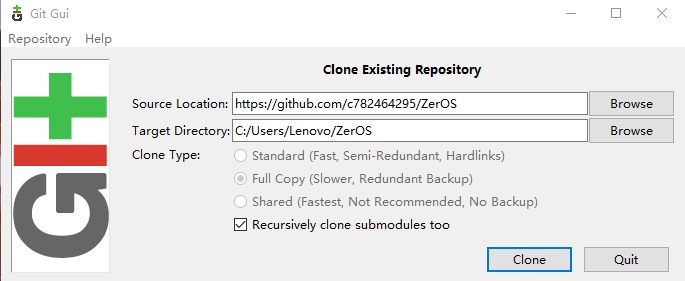 Git Gui
Repository Help
Clone Existing Repository
Source Location: https://github.com/c782464295/ZerOS Browse
Target Directory: C:/Users/Lenovo/ZerOS Browse
Clone Type: Standard (Fast, Semi-Redundant, Hardlinks)
Full Copy (Slower, Redundant Backup)
Shared (Fastest, Not Recommended, No Backup)
Recursively clone submodules too
Clone Quit
GIT